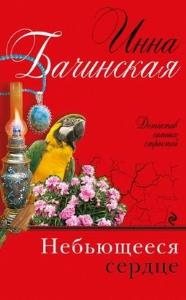 Инна
Бачинская
Детектив
сильных
страстей
Небьющееся
сердце